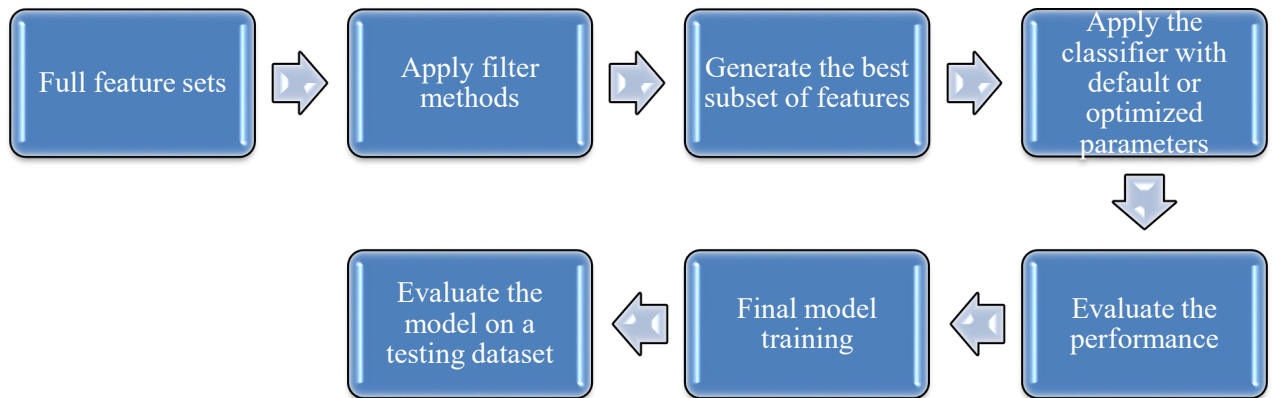 Full feature sets
Apply filter
methods
Generate the best
subset of features
Apply the
classifier with
default or
optimized
parameters
Evaluate the
performance
Final model
training
Evaluate the
model on a
testing dataset